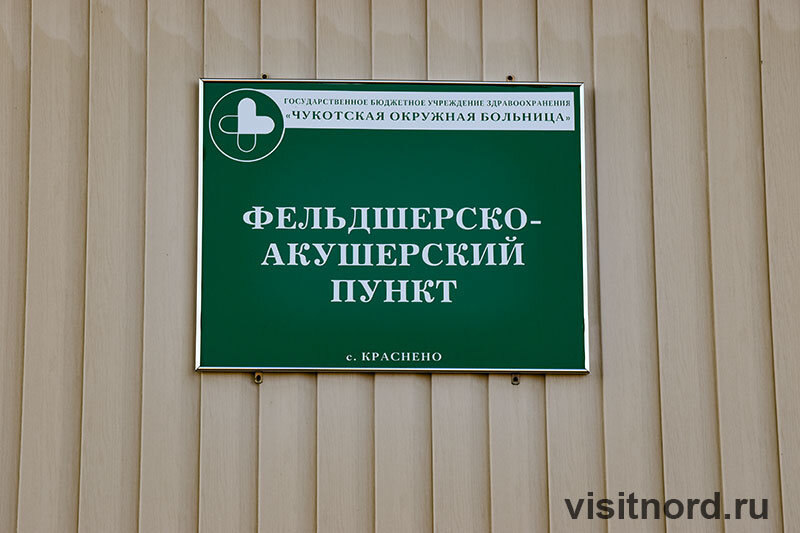 ГОСУДАРСТВЕННОЕ БЮДЖЕТНОЕ УЧРЕЖДЕНИЕ ЗДРАВООХРАНЕНИЯ
«ЧУКОТСКАЯ ОКРУЖНАЯ БОЛЬНИЦА»
ФЕЛЬДШЕРСКО-
АКУШЕРСКИЙ
ПУНКТ
с. КРАСНЕНО
visitnord.ru